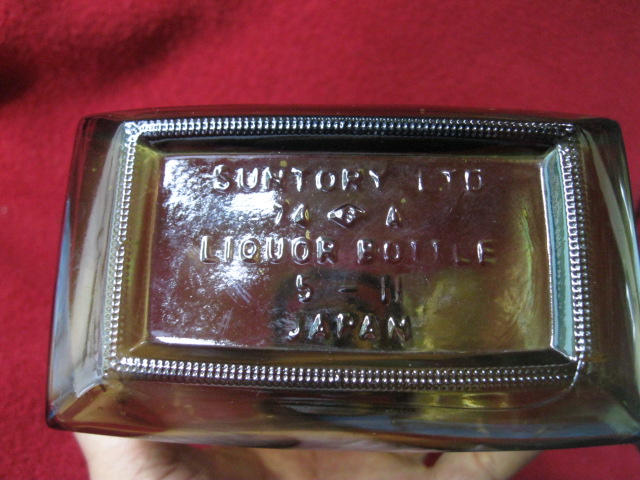 SUNTORY LTD
74 A
LIQUOR BOTTLE
5 - 11
JAPAN